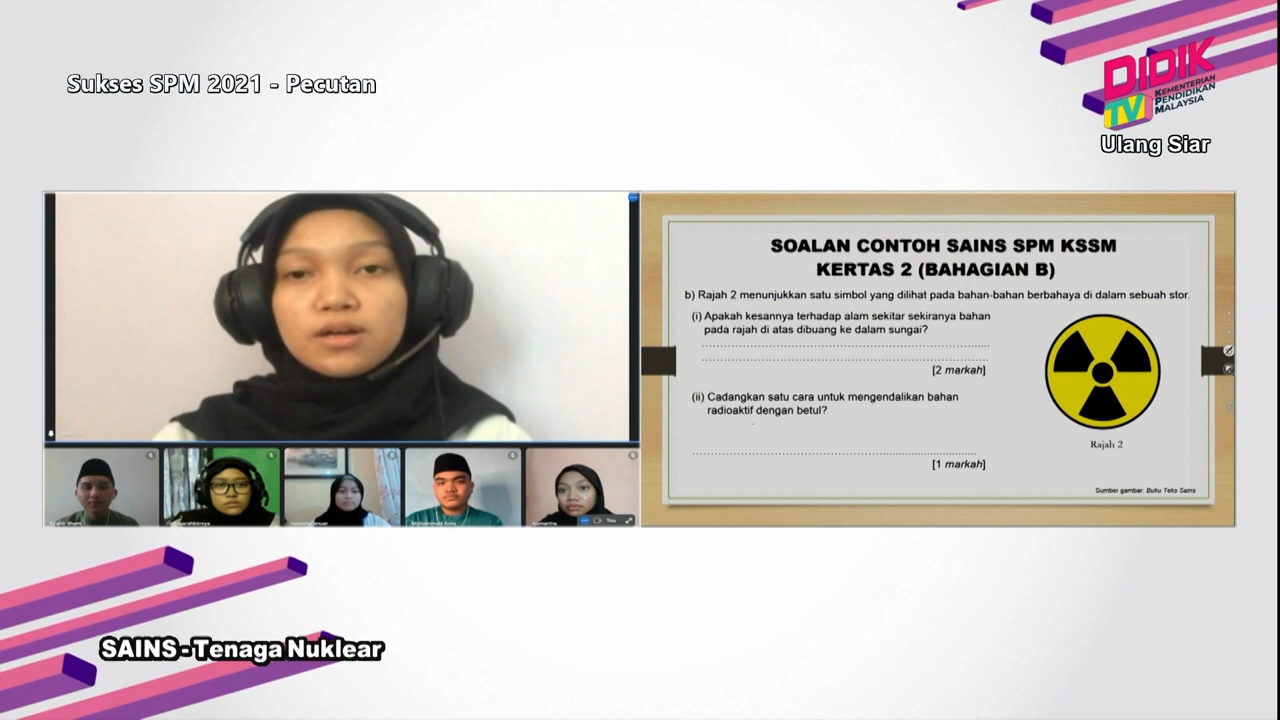 Sukses SPM 2021 - Pecutan
DIDIK
TV
KEMENTERIAN
PENDIDIKAN
MALAYSIA
Ulang Siar
SOALAN CONTOH SAINS SPM KSSM
KERTAS 2 (BAHAGIAN B)
b) Rajah 2 menunjukkan satu simbol yang dilihat pada bahan-bahan berbahaya di dalam sebuah stor.
(i) Apakah kesannya terhadap alam sekitar sekiranya bahan
pada rajah di atas dibuang ke dalam sungai?
[2 markah]
(ii) Cadangkan satu cara untuk mengendalikan bahan
radioaktif dengan betul?
[1 markah]
Rajah 2
Sumber gambar: Buku Teks Sains
You
SAINS - Tenaga Nuklear